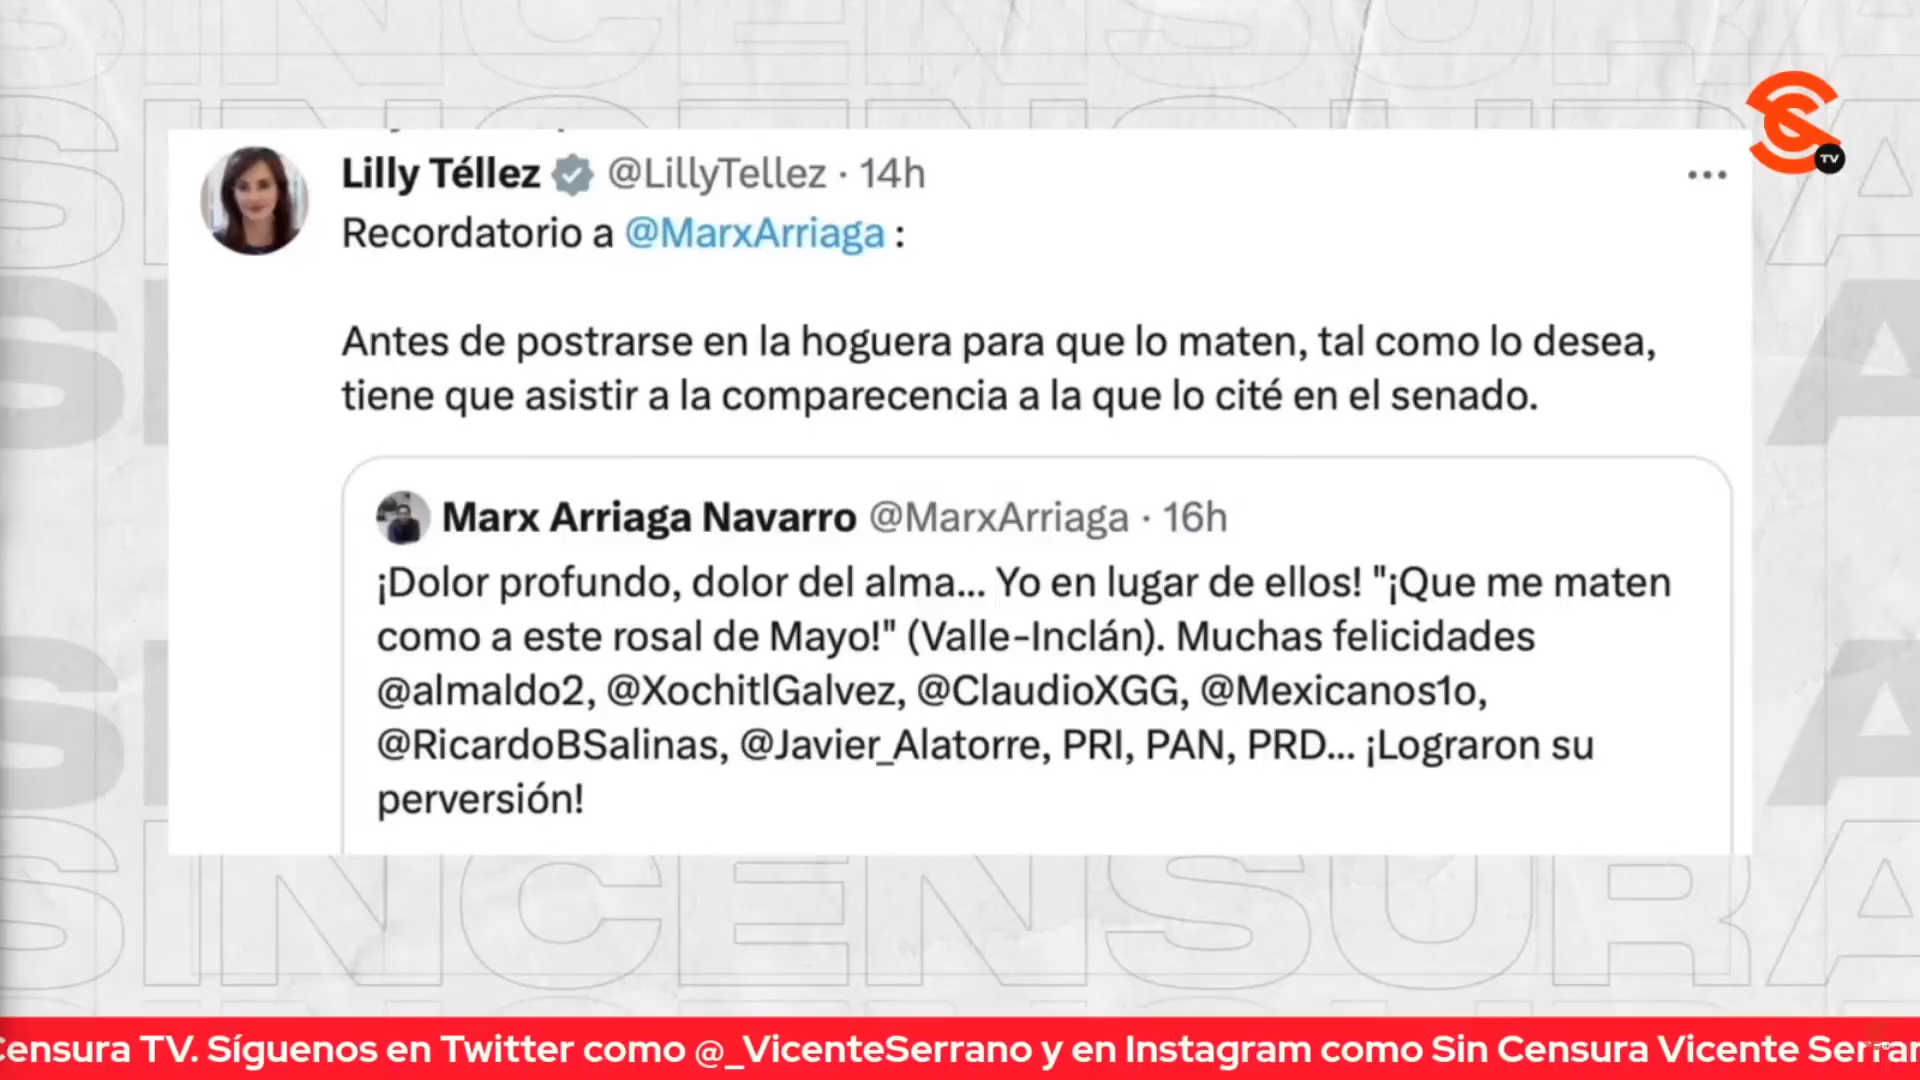 SINCENSURA
TV
Lilly Téllez @LillyTellez · 14h
Recordatorio a @MarxArriaga :
Antes de postrarse en la hoguera para que lo maten, tal como lo desea,
tiene que asistir a la comparecencia a la que lo cité en el senado.
Marx Arriaga Navarro @MarxArriaga · 16h
¡Dolor profundo, dolor del alma... Yo en lugar de ellos! "¡Que me maten
como a este rosal de Mayo!" (Valle-Inclán). Muchas felicidades
@almaldo2, @XochitlGalvez, @ClaudioXGG, @Mexicanos1o,
@RicardoBSalinas, @Javier_Alatorre, PRI, PAN, PRD... ¡Lograron su
perversión!
SINCENSURA
ensura TV. Síguenos en Twitter como @_VicenteSerrano y en Instagram como Sin Censura Vicente Serran